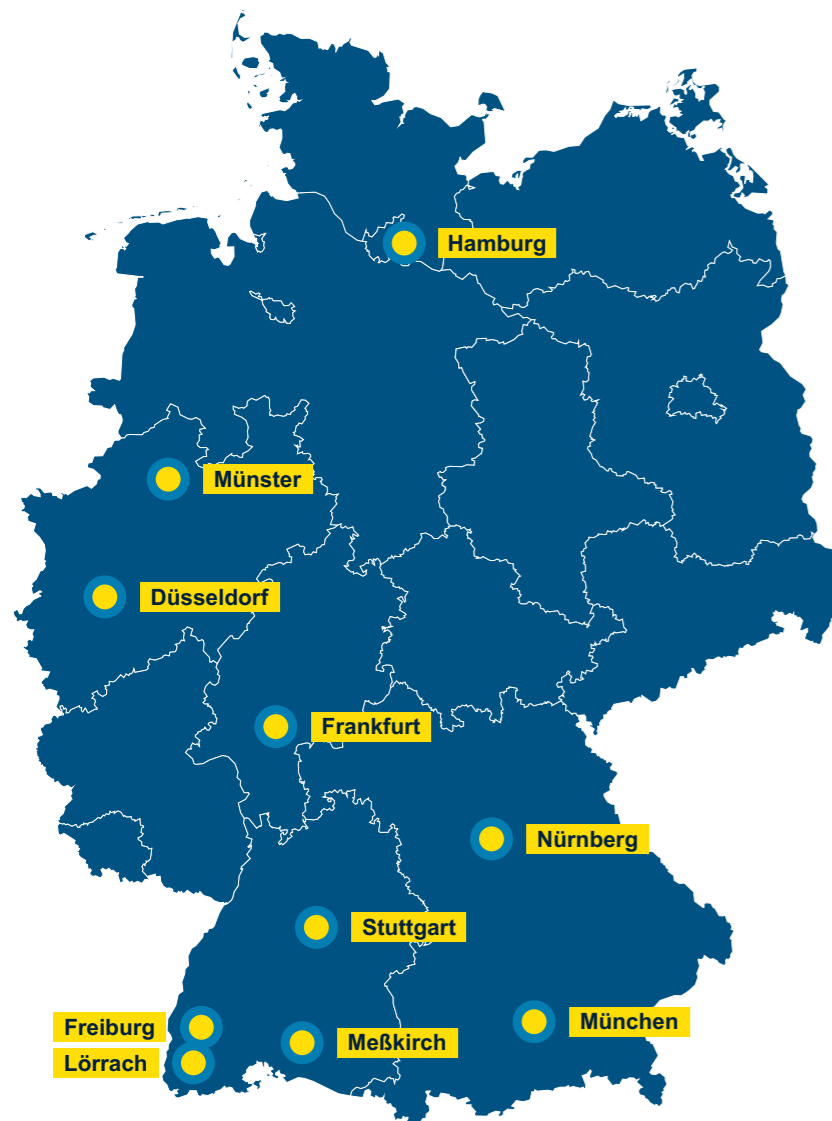 Hamburg
Münster
Düsseldorf
Frankfurt
Nürnberg
Stuttgart
Freiburg
München
Meßkirch
Lörrach